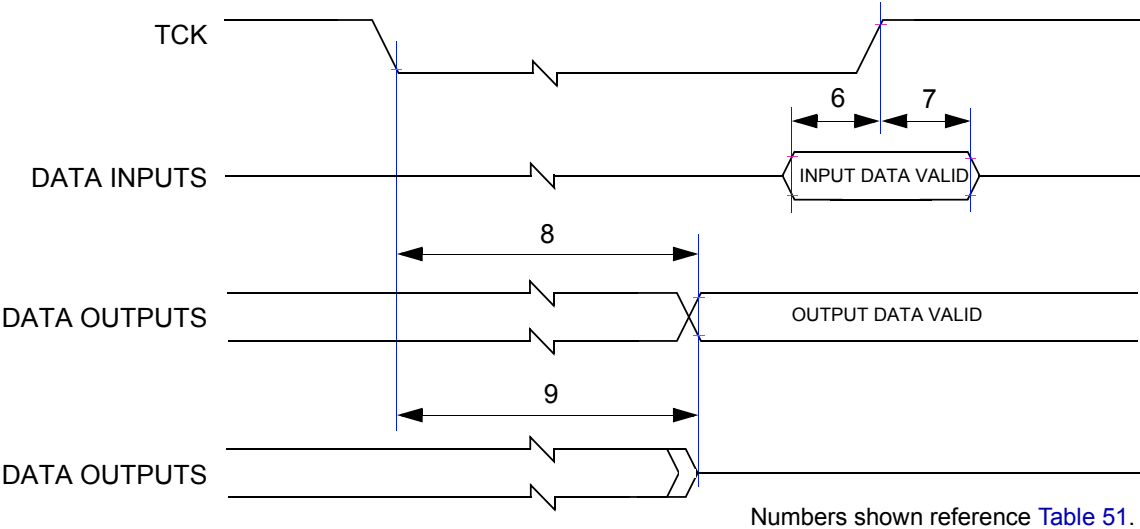 TCK
6
7
DATA INPUTS
INPUT DATA VALID
8
DATA OUTPUTS
OUTPUT DATA VALID
9
DATA OUTPUTS
Numbers shown reference Table 51.